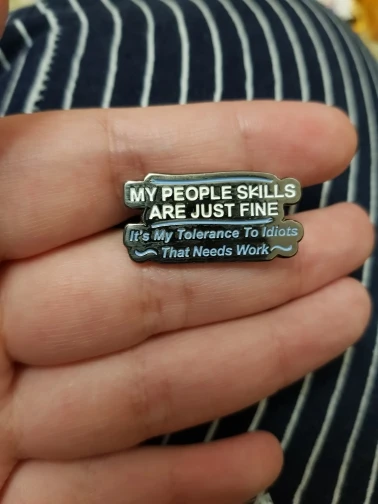 MY PEOPLE SKILLS
ARE JUST FINE
It's My Tolerance To Idiots
That Needs Work